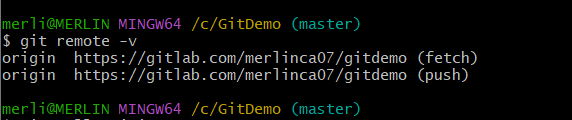 merli@MERLIN MINGW64 /c/GitDemo (master)
$ git remote -v
origin  https://gitlab.com/merlinca07/gitdemo (fetch)
origin  https://gitlab.com/merlinca07/gitdemo (push)
merli@MERLIN MINGW64 /c/GitDemo (master)